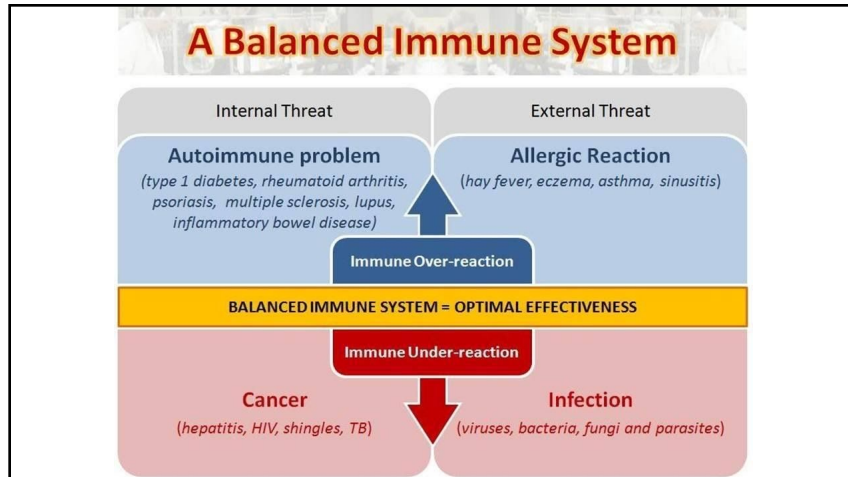 A Balanced Immune System
Internal Threat
External Threat
Autoimmune problem
(type 1 diabetes, rheumatoid arthritis,
psoriasis, multiple sclerosis, lupus,
inflammatory bowel disease)
Allergic Reaction
(hay fever, eczema, asthma, sinusitis)
Immune Over-reaction
BALANCED IMMUNE SYSTEM = OPTIMAL EFFECTIVENESS
Immune Under-reaction
Cancer
(hepatitis, HIV, shingles, TB)
Infection
(viruses, bacteria, fungi and parasites)